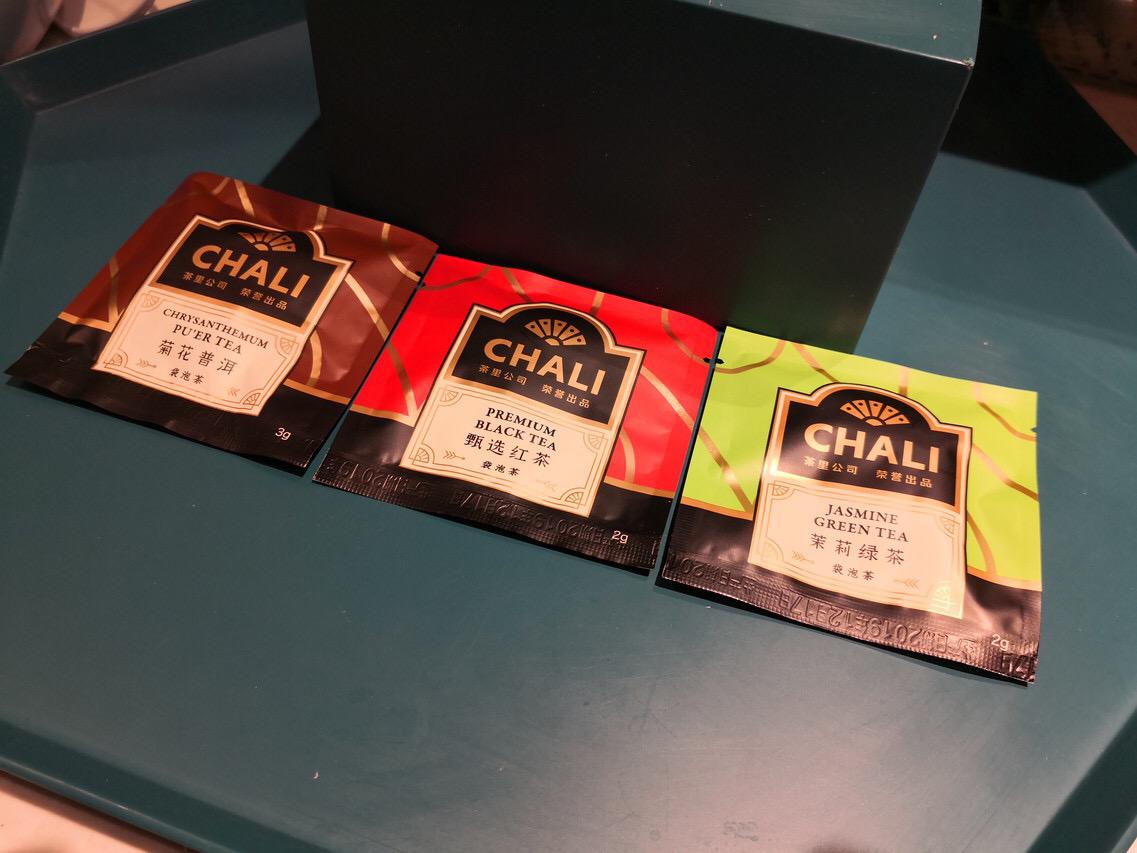 CHALI
茶里公司 荣誉出品
CHRYSANTHEMUM
PU'ER TEA
菊花普洱
袋泡茶
3g
CHALI
茶里公司 荣誉出品
PREMIUM
BLACK TEA
甄选红茶
袋泡茶
2g
CHALI
茶里公司 荣誉出品
JASMINE
GREEN TEA
茉莉绿茶
袋泡茶
2g